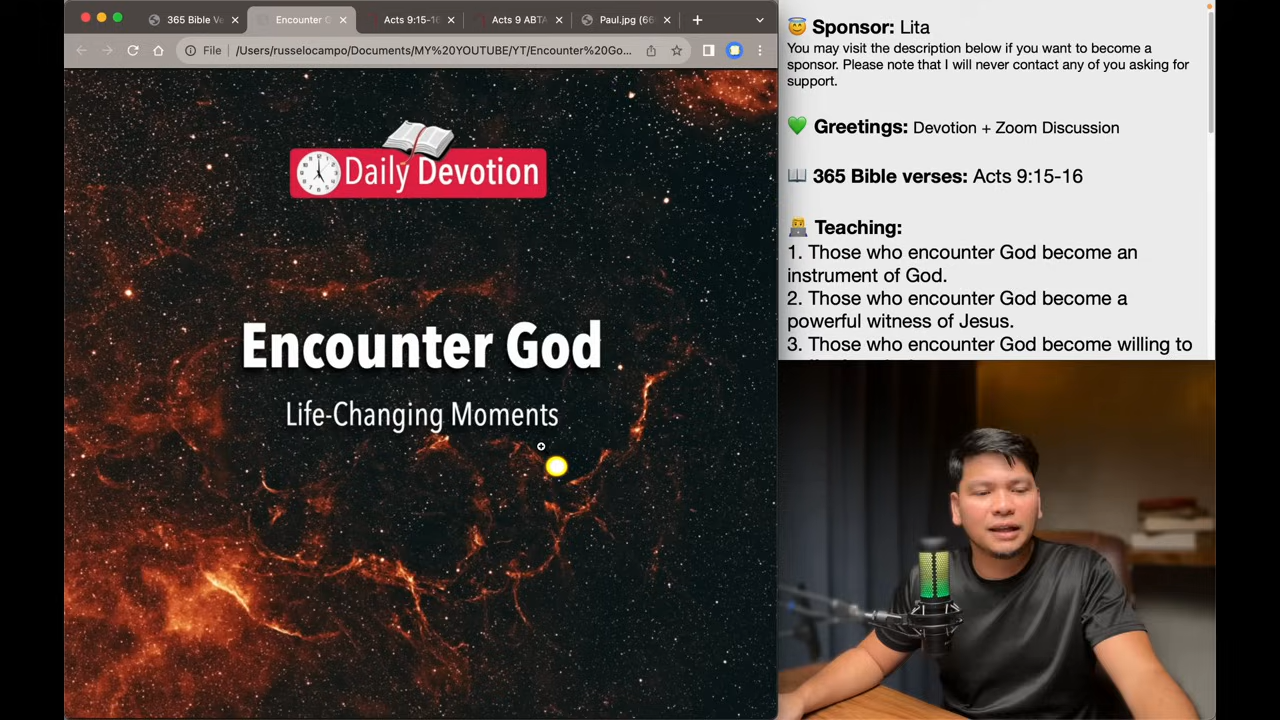 365 Bible Ve
Encounter G
Acts 9:15-16
Acts 9 ABTA
Paul.jpg (66
File
/Users/russelocampo/Documents/MY%20YOUTUBE/YT/Encounter%20Go...
Daily Devotion
Encounter God
Life-Changing Moments
😇 Sponsor: Lita
You may visit the description below if you want to become a
sponsor. Please note that I will never contact any of you asking for
support.
💚 Greetings: Devotion + Zoom Discussion
📖 365 Bible verses: Acts 9:15-16
👨‍💻 Teaching:
1. Those who encounter God become an
instrument of God.
2. Those who encounter God become a
powerful witness of Jesus.
3. Those who encounter God become willing to